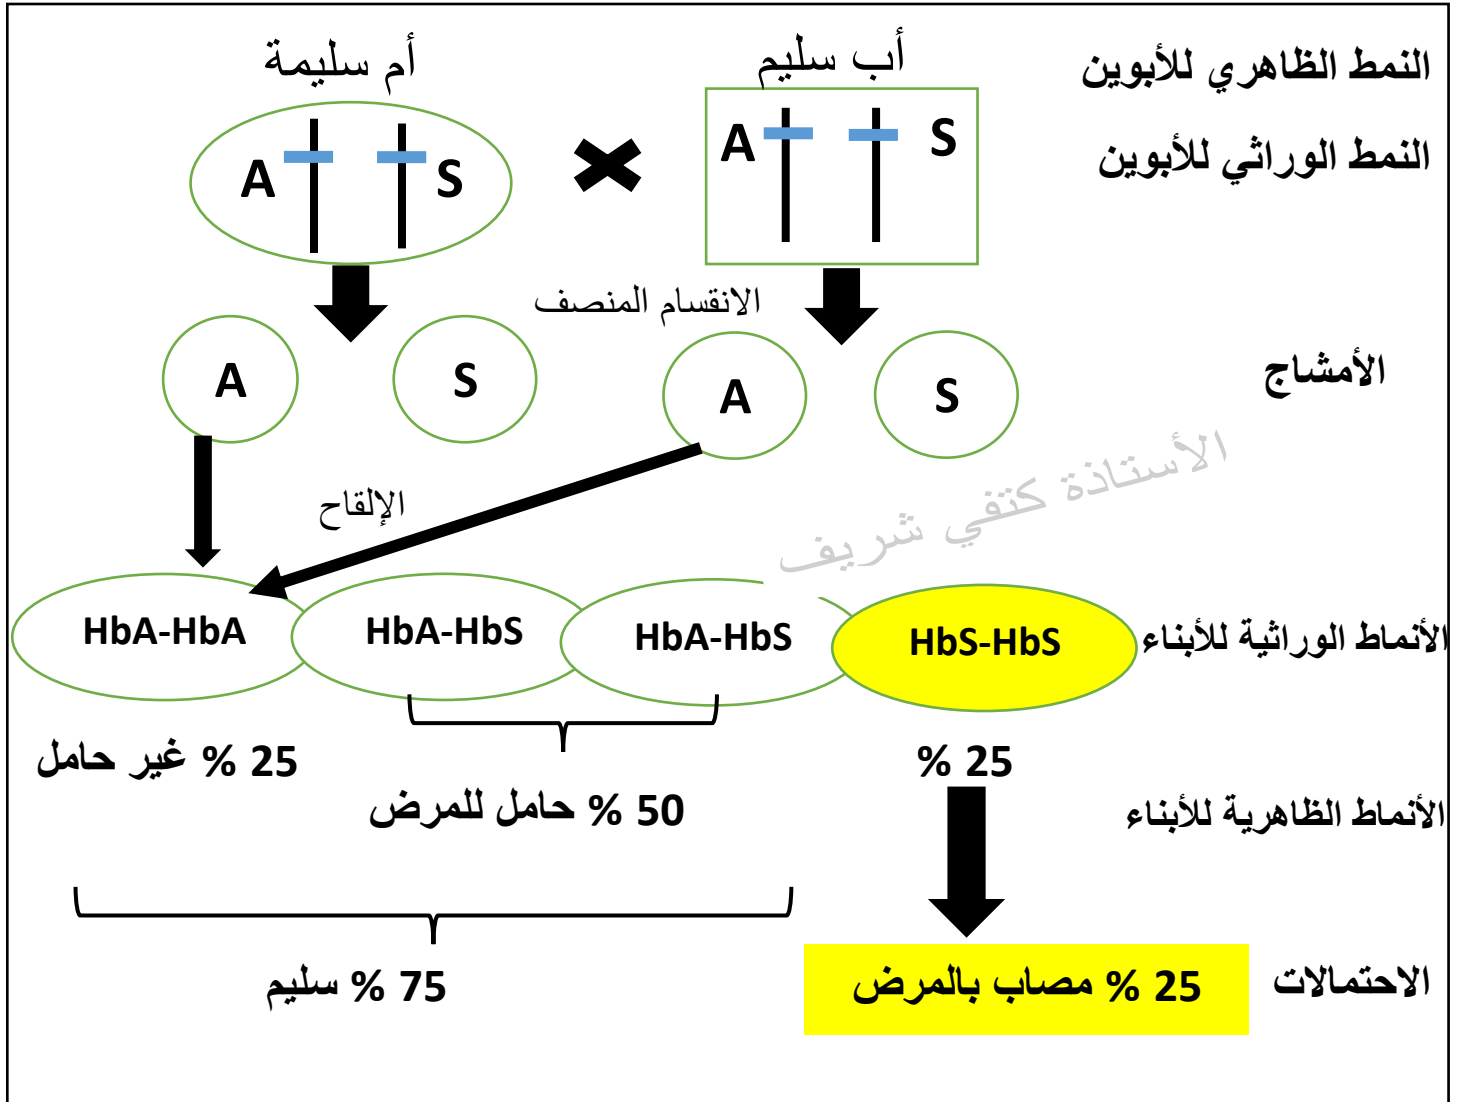 النمط الظاهري للأبوين
أب سليم
أم سليمة
النمط الوراثي للأبوين
A
S
A
S
الانقسام المنصف
الأمشاج
A
S
A
S
الإلقاح
الأستاذة كتفي شريف
الأنماط الوراثية للأبناء
HbA-HbA
HbA-HbS
HbA-HbS
HbS-HbS
25 % غير حامل
50 % حامل للمرض
25 %
الأنماط الظاهرية للأبناء
الاحتمالات
25 % مصاب بالمرض
75 % سليم